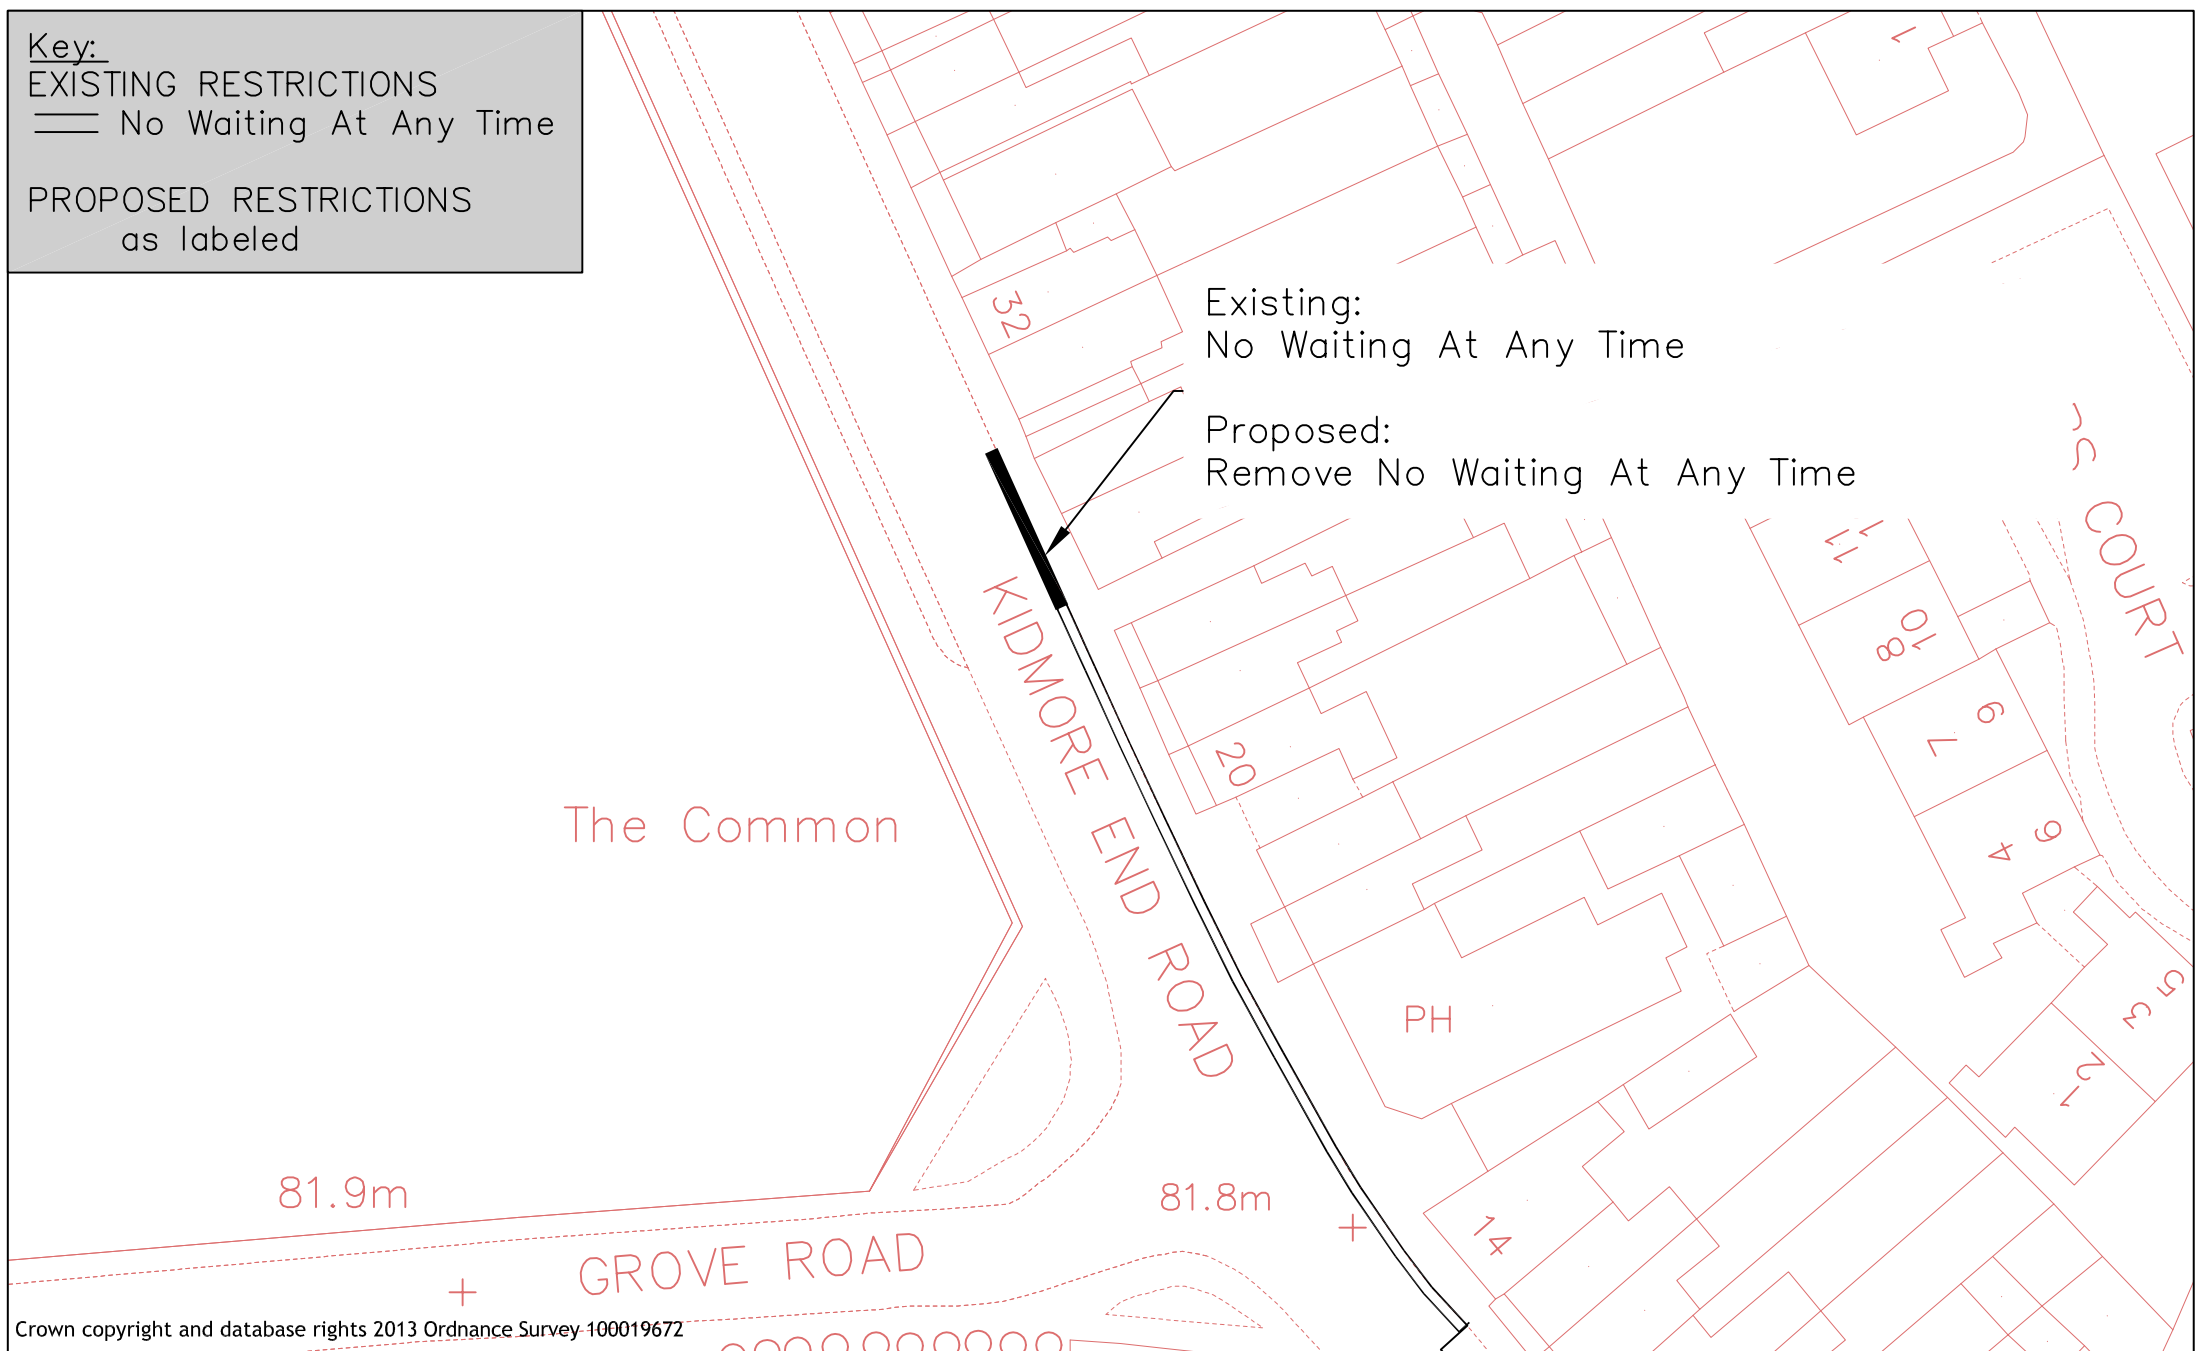 Key:
EXISTING RESTRICTIONS
No Waiting At Any Time
PROPOSED RESTRICTIONS
as labeled
1
32
Existing:
No Waiting At Any Time
Proposed:
Remove No Waiting At Any Time
COURT
11
10
8
9
7
6
4
5
3
2
1
KIDMORE END ROAD
20
The Common
PH
14
81.9m
81.8m
GROVE ROAD
Crown copyright and database rights 2013 Ordnance Survey 100019672